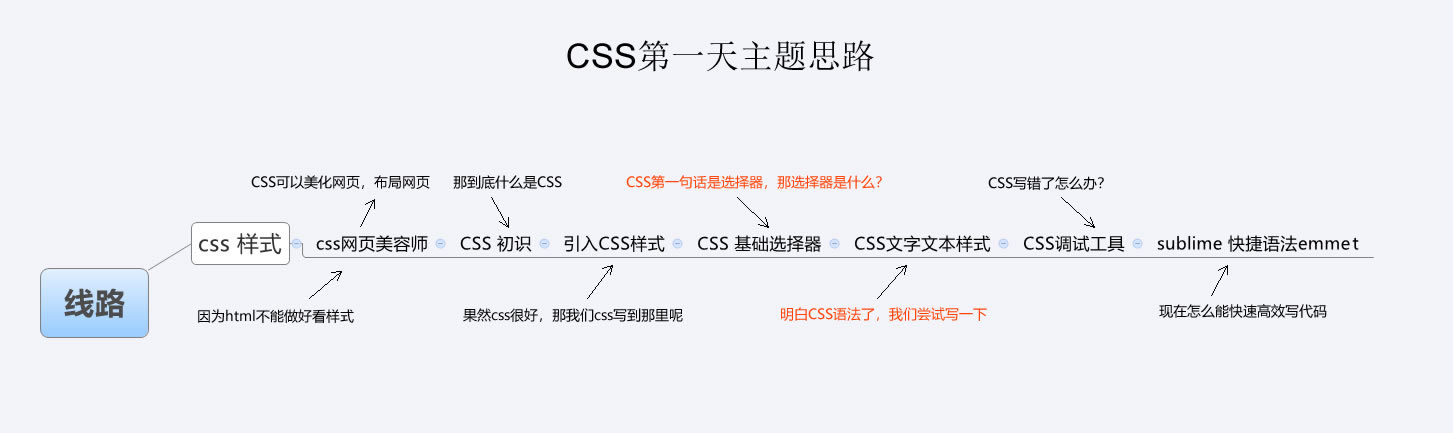 CSS第一天主题思路
CSS可以美化网页，布局网页
那到底什么是CSS
CSS第一句话是选择器，那选择器是什么？
CSS写错了怎么办？
线路
css 样式
css网页美容师
CSS 初识
引入CSS样式
CSS 基础选择器
CSS文字文本样式
CSS调试工具
sublime 快捷语法emmet
因为html不能做好看样式
果然css很好，那我们css写到那里呢
明白CSS语法了，我们尝试写一下
现在怎么能快速高效写代码